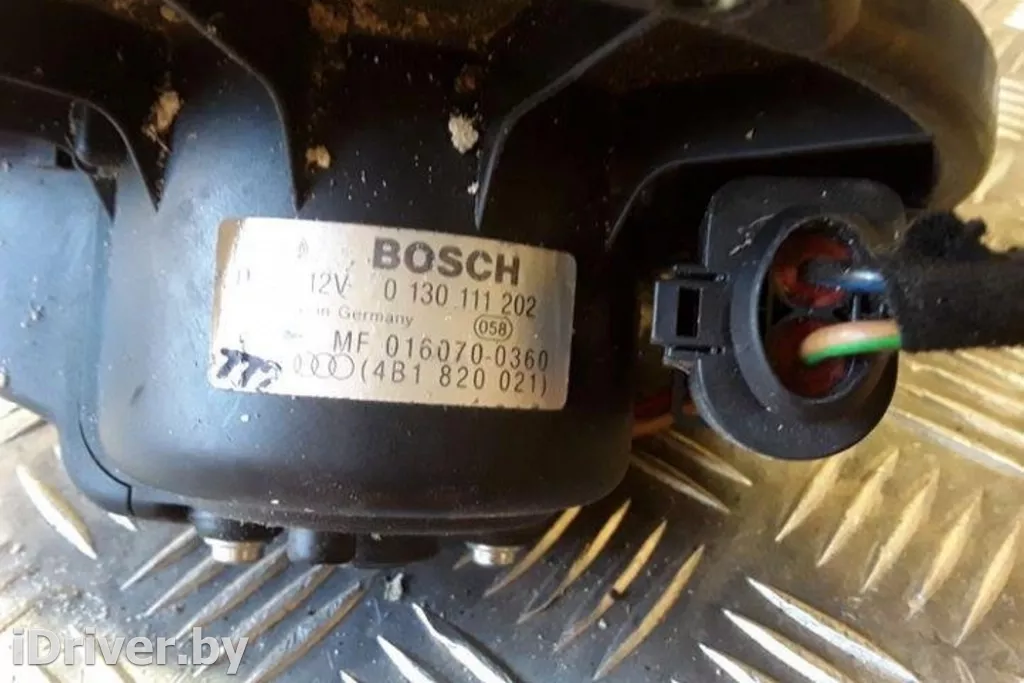 BOSCH
12V 0 130 111 202
in Germany 058
MF 016070-0360
(4B1 820 021)
iDriver.by